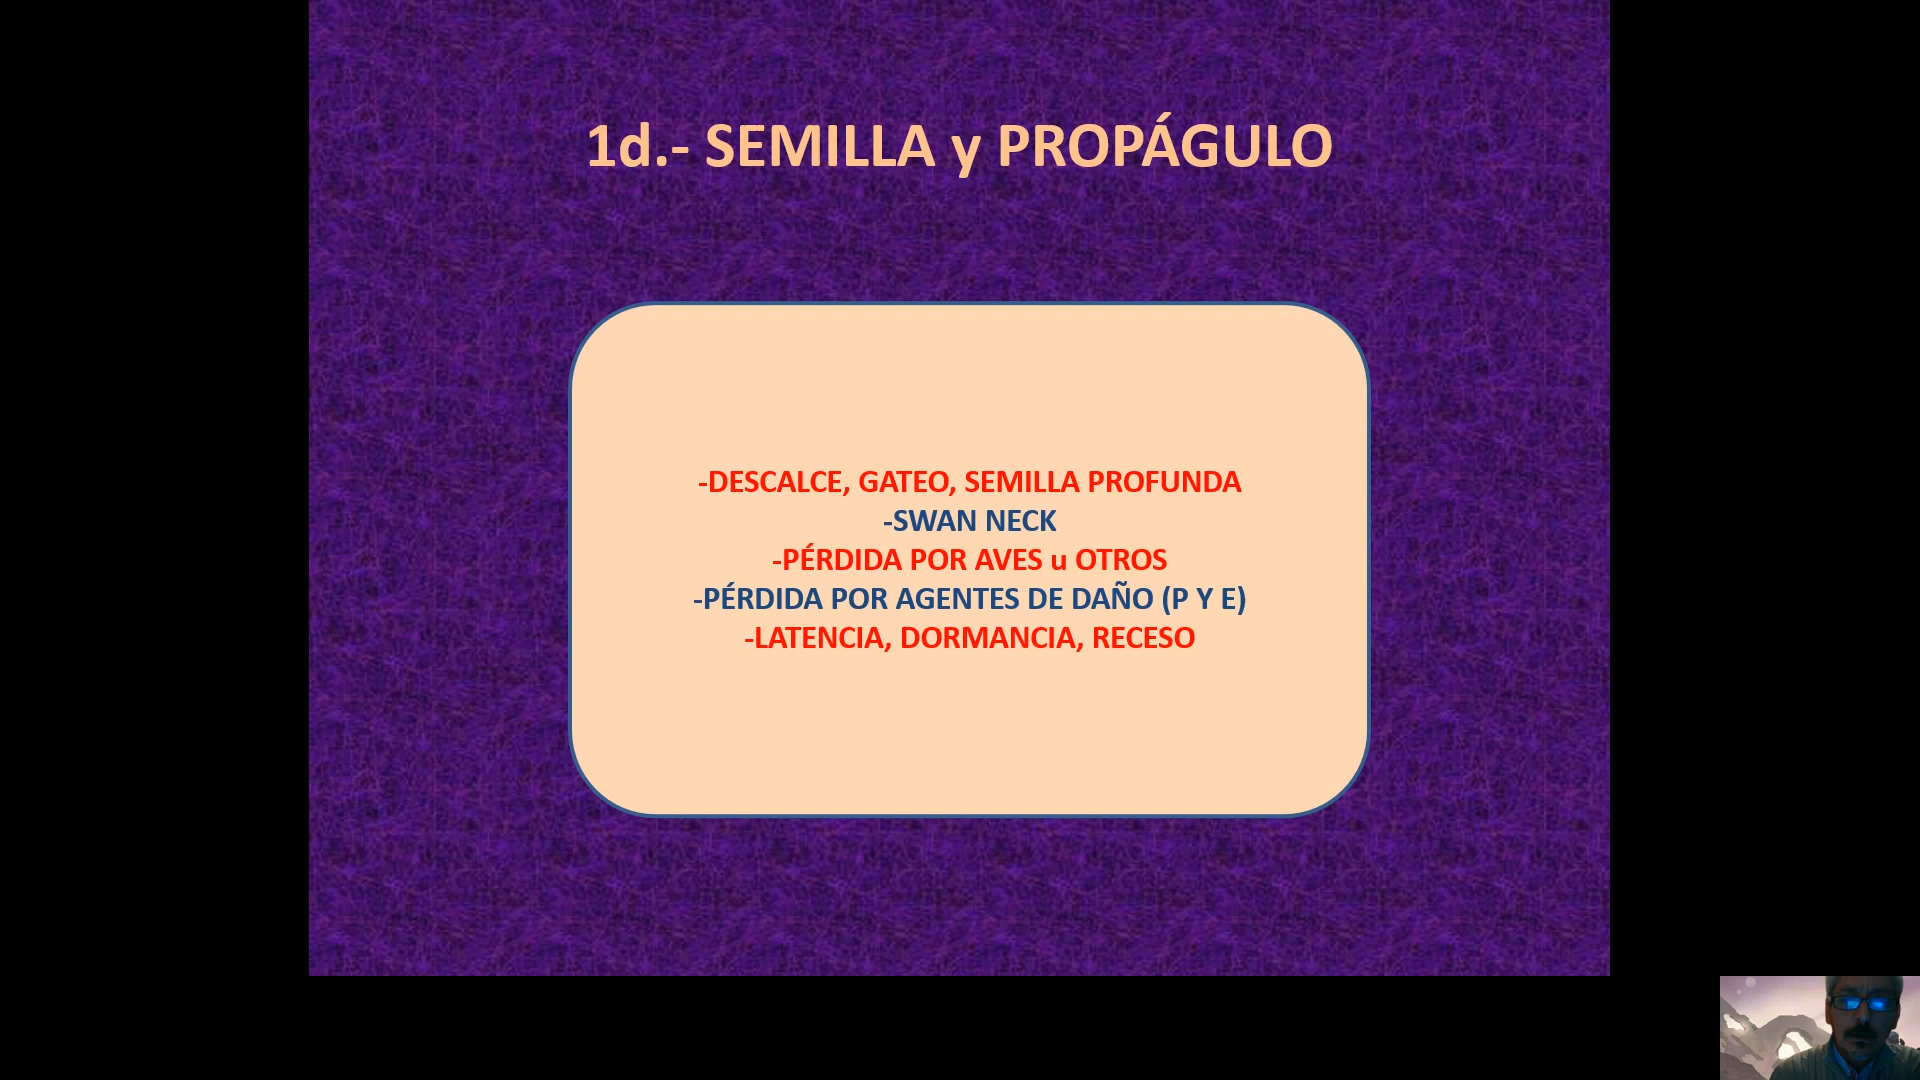 1d.- SEMILLA y PROPÁGULO
-DESCALCE, GATEO, SEMILLA PROFUNDA
-SWAN NECK
-PÉRDIDA POR AVES u OTROS
-PÉRDIDA POR AGENTES DE DAÑO (P Y E)
-LATENCIA, DORMANCIA, RECESO